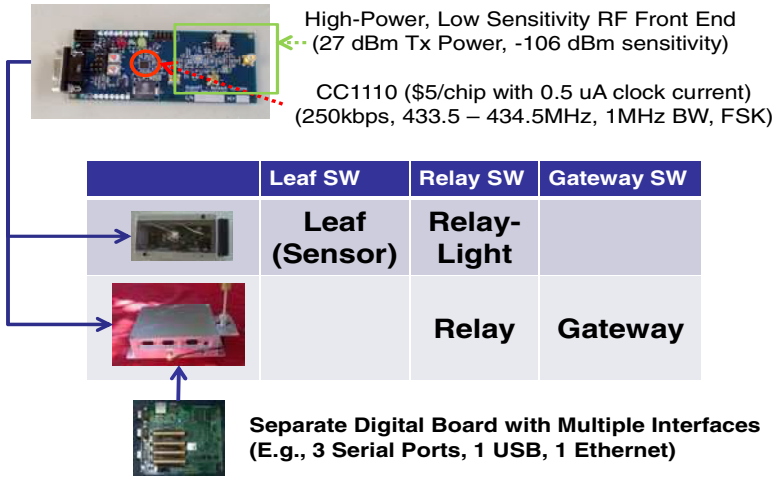 High-Power, Low Sensitivity RF Front End
(27 dBm Tx Power, -106 dBm sensitivity)
CC1110 ($5/chip with 0.5 uA clock current)
(250kbps, 433.5 – 434.5MHz, 1MHz BW, FSK)
Leaf SW Relay SW Gateway SW
Leaf Relay-
(Sensor) Light
Relay Gateway
Separate Digital Board with Multiple Interfaces
(E.g., 3 Serial Ports, 1 USB, 1 Ethernet)